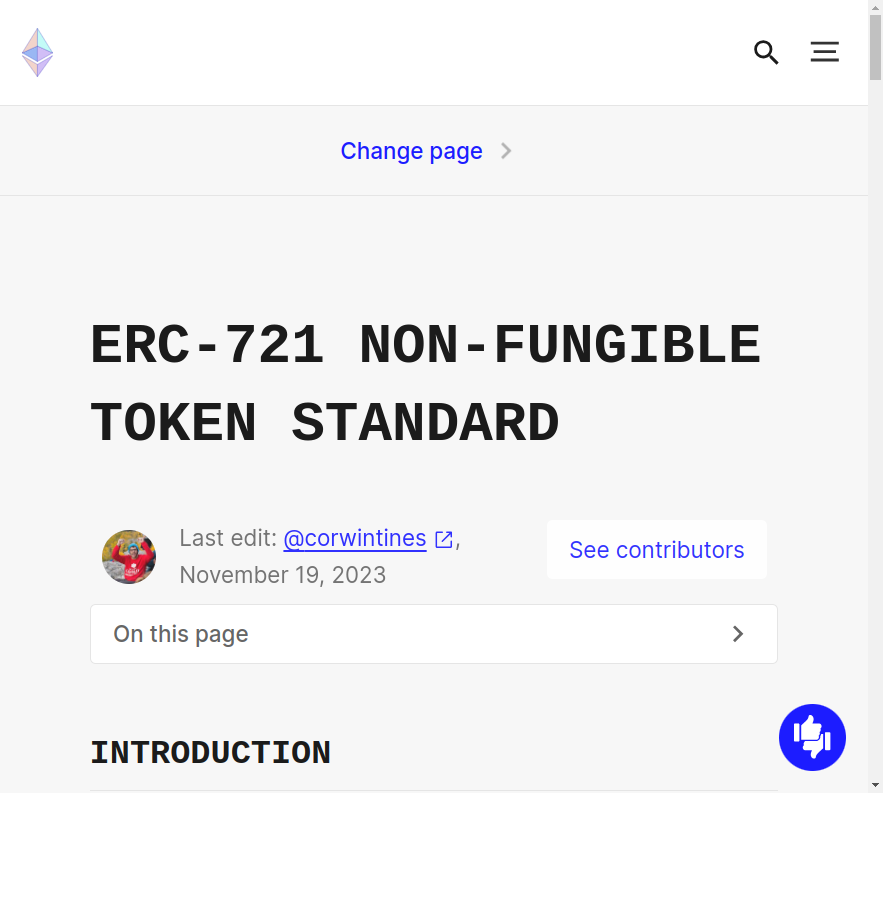 Change page
ERC-721 NON-FUNGIBLE
TOKEN STANDARD
Last edit: @corwintines,
November 19, 2023
See contributors
On this page
INTRODUCTION